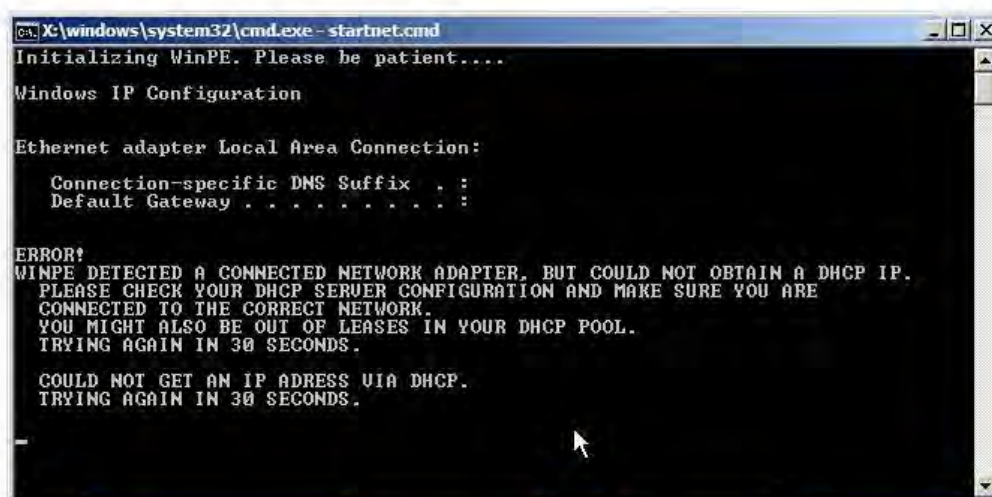 X:\windows\system32\cmd.exe - startnet.cmd
Initializing WinPE. Please be patient....
Windows IP Configuration
Ethernet adapter Local Area Connection:
Connection-specific DNS Suffix . :
Default Gateway . . . . . . . . . :
ERROR!
WINPE DETECTED A CONNECTED NETWORK ADAPTER, BUT COULD NOT OBTAIN A DHCP IP.
PLEASE CHECK YOUR DHCP SERVER CONFIGURATION AND MAKE SURE YOU ARE
CONNECTED TO THE CORRECT NETWORK.
YOU MIGHT ALSO BE OUT OF LEASES IN YOUR DHCP POOL.
TRYING AGAIN IN 30 SECONDS.
COULD NOT GET AN IP ADRESS VIA DHCP.
TRYING AGAIN IN 30 SECONDS.